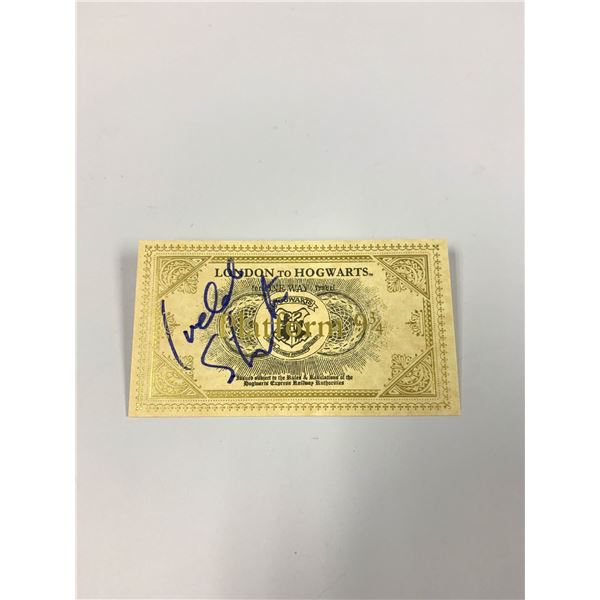 LONDON TO HOGWARTS™
for ONE WAY travel
HOGWARTS
Platform 9¾
Issued subject to the Rules & Regulations of the
Hogwarts Express Railway Authorities